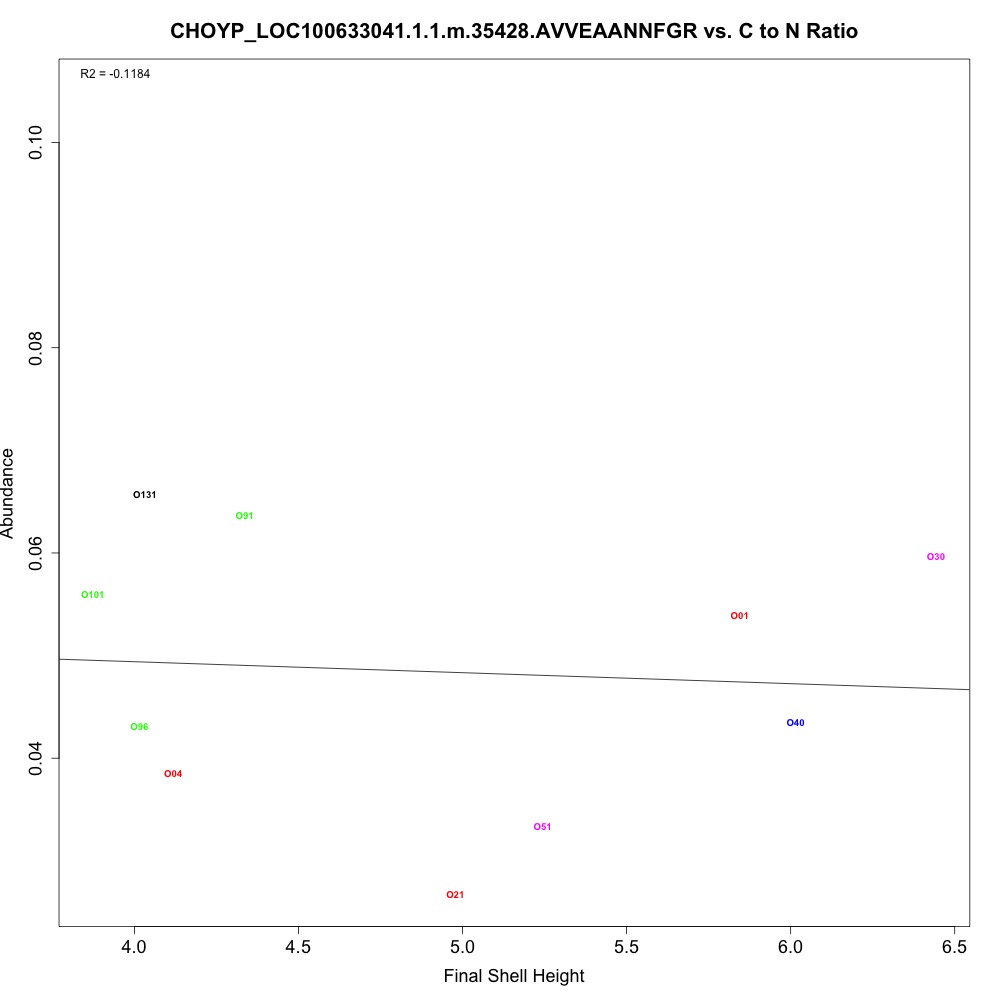 CHOYP_LOC100633041.1.1.m.35428.AVVEAANNFGR vs. C to N Ratio
R2 = -0.1184
0.10
0.08
Abundance
O131
O91
0.06
O30
O101
O01
O40
O96
0.04
O04
O51
O21
4.0 4.5 5.0 5.5 6.0 6.5
Final Shell Height